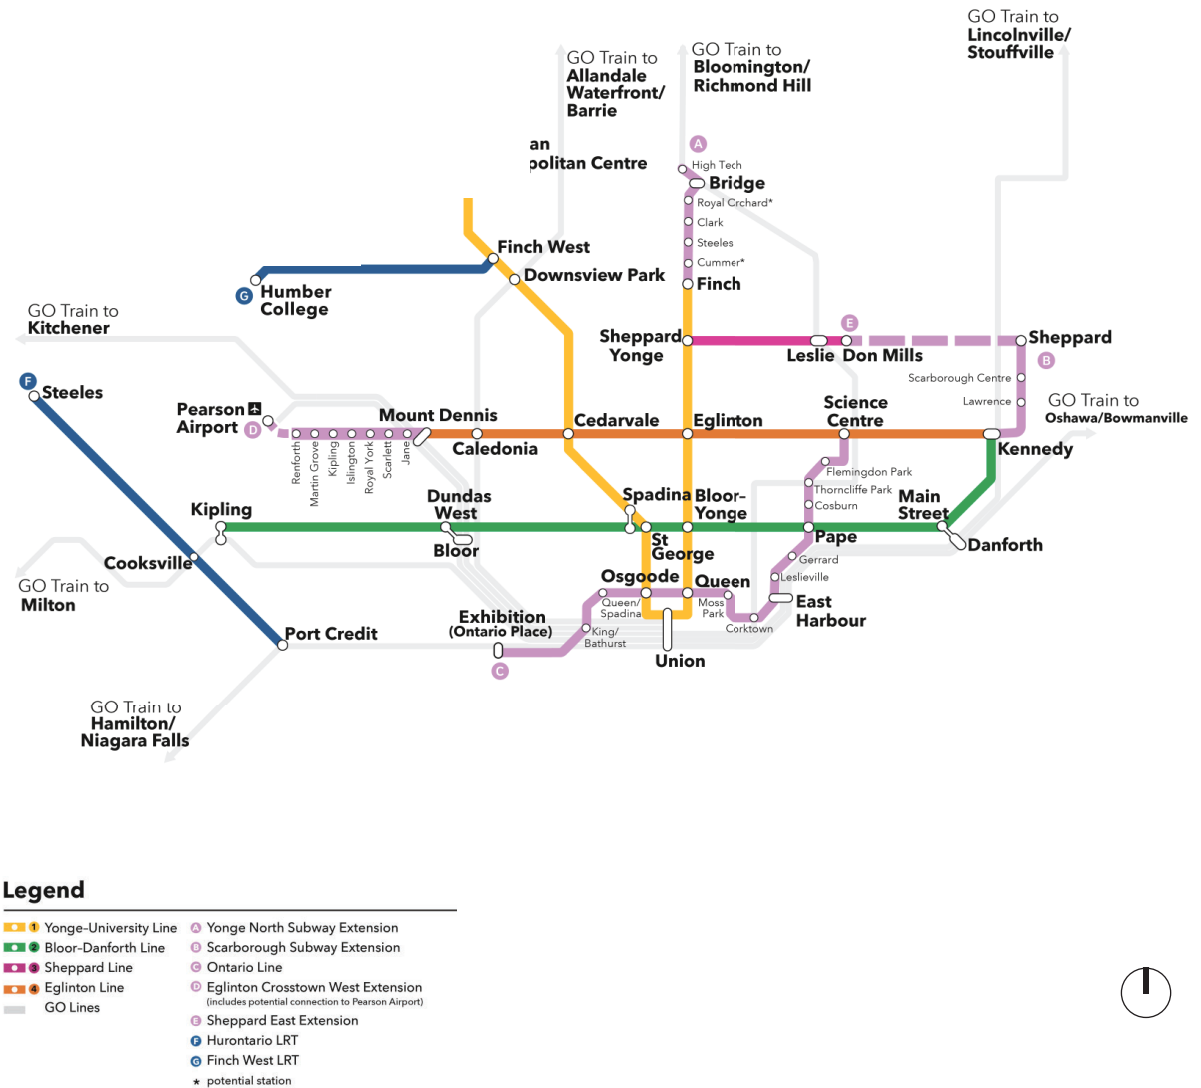 GO Train to
Lincolnville/
Stouffville
GO Train to
Allandale
Waterfront/
Barrie
GO Train to
Bloomington/
Richmond Hill
an
politan Centre
A
High Tech
Bridge
Royal Orchard*
Clark
Steeles
Cummer*
Finch
Finch West
Downsview Park
G
Humber
College
GO Train to
Kitchener
Sheppard
Yonge
Leslie
Don Mills
E
Sheppard
B
Scarborough Centre
Lawrence
GO Train to
Oshawa/Bowmanville
F
Steeles
Pearson
Airport
D
Renforth
Martin Grove
Kipling
Islington
Royal York
Scarlett
Jane
Mount Dennis
Caledonia
Cedarvale
Eglinton
Science
Centre
Kennedy
Flemingdon Park
Thorncliffe Park
Cosburn
Pape
Gerrard
Leslieville
East
Harbour
Corktown
Moss
Park
Queen
Osgoode
Queen/
Spadina
King/
Bathurst
Exhibition
(Ontario Place)
C
Union
Kipling
Dundas
West
Bloor
Spadina
St
George
Bloor–
Yonge
Main
Street
Danforth
Cooksville
GO Train to
Milton
Port Credit
GO Train to
Hamilton/
Niagara Falls
Legend
1 Yonge–University Line
2 Bloor–Danforth Line
3 Sheppard Line
4 Eglinton Line
GO Lines
A Yonge North Subway Extension
B Scarborough Subway Extension
C Ontario Line
D Eglinton Crosstown West Extension
(includes potential connection to Pearson Airport)
E Sheppard East Extension
F Hurontario LRT
G Finch West LRT
* potential station